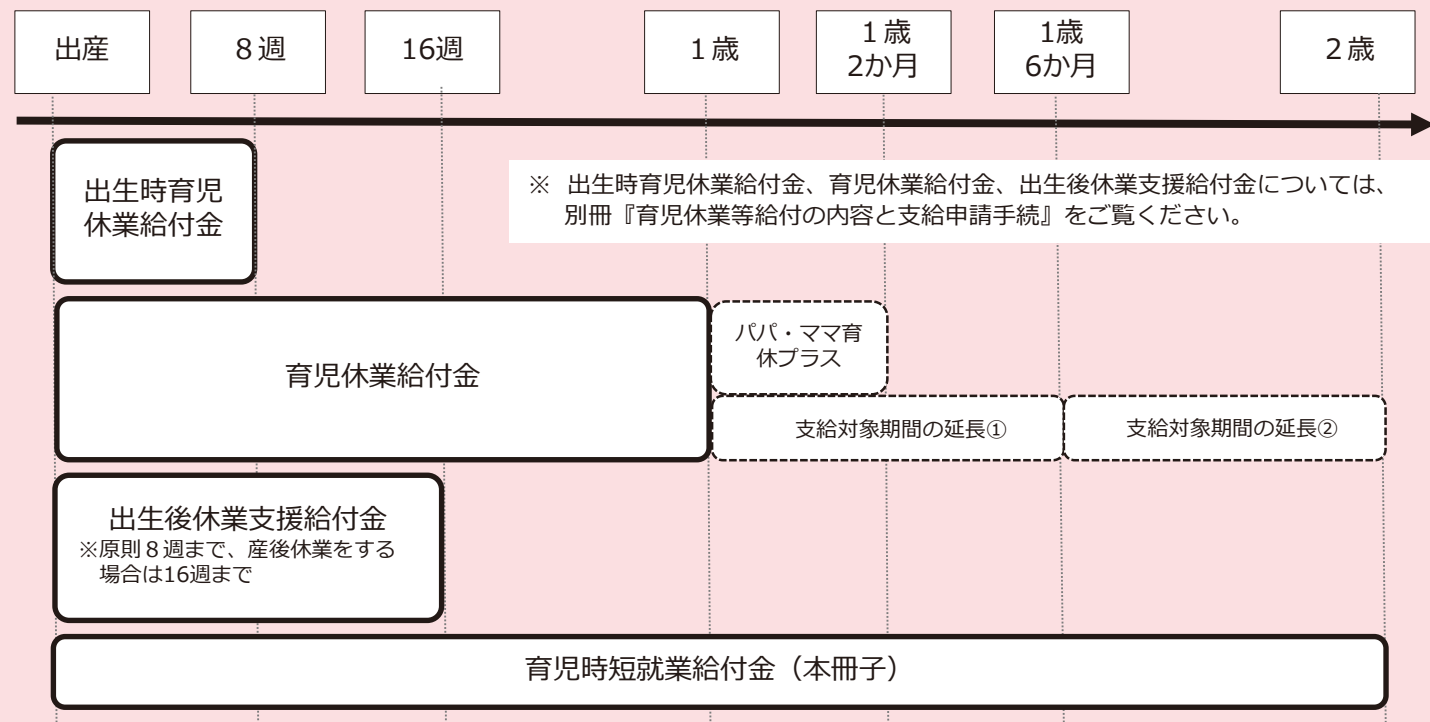 出産
８週
16週
１歳
１歳
2か月
1歳
6か月
２歳
出生時育児
休業給付金
※ 出生時育児休業給付金、育児休業給付金、出生後休業支援給付金については、
別冊『育児休業等給付の内容と支給申請手続』をご覧ください。
育児休業給付金
パパ・ママ育
休プラス
支給対象期間の延長①
支給対象期間の延長②
出生後休業支援給付金
※原則８週まで、産後休業をする
場合は16週まで
育児時短就業給付金（本冊子）